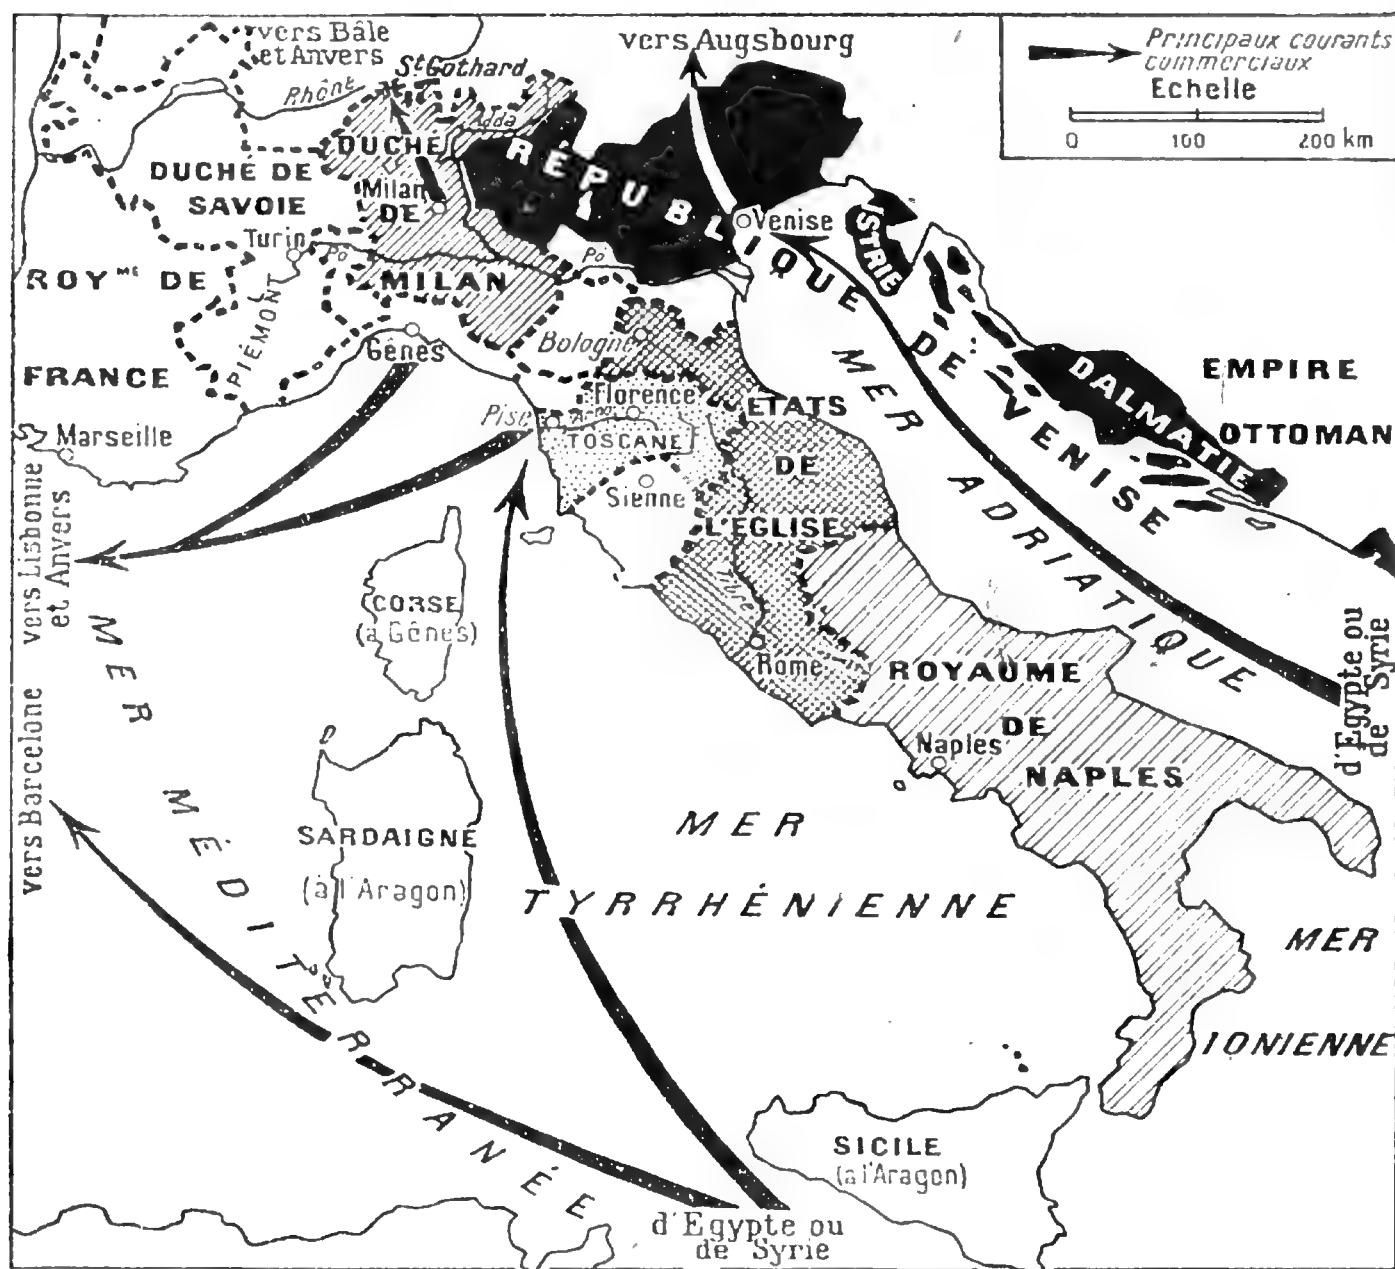 vers Bâle
et Anvers
vers Augsbourg
Principaux courants
commerciaux
Echelle
0 100 200 km
St Gothard
Rhône
Adda
DUCHÉ
DE
MILAN
Milan
DUCHÉ DE
SAVOIE
Turin
Pô
Pô
PIÉMONT
ROYME DE
FRANCE
Marseille
Gênes
RÉPUBLIQUE DE VENISE
Venise
ISTRIE
DALMATIE
EMPIRE
OTTOMAN
Bologne
Florence
Pise
Arno
TOSCANE
Sienne
ETATS
DE
L'EGLISE
Tibre
Rome
MER ADRIATIQUE
vers Lisbonne
et Anvers
CORSE
(à Gênes)
vers Barcelone
MER MÉDITERRANÉE
SARDAIGNE
(à l'Aragon)
MER
TYRRHÉNIENNE
ROYAUME
DE
NAPLES
Naples
d'Egypte ou
de Syrie
MER
IONIENNE
SICILE
(à l'Aragon)
d'Egypte ou
de Syrie